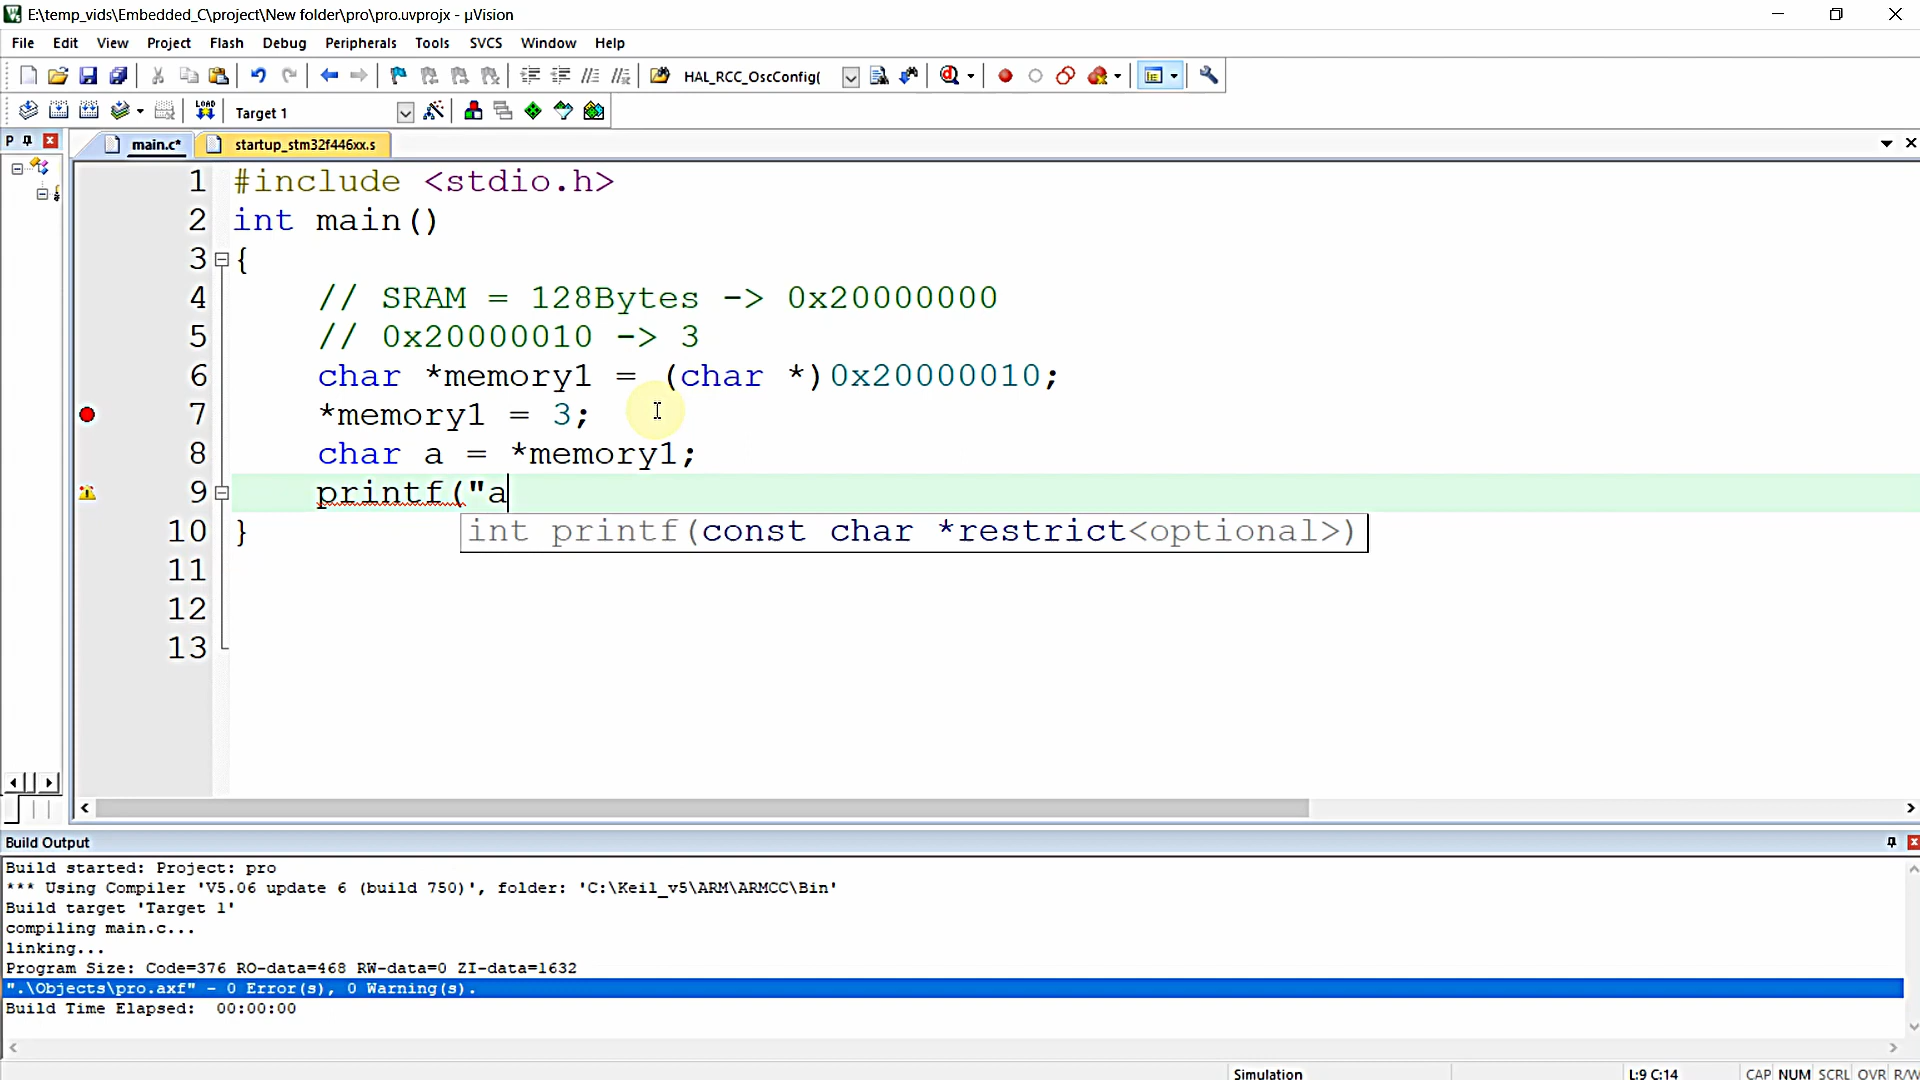 E:\temp_vids\Embedded_C\project\New folder\pro\pro.uvprojx - µVision
File Edit View Project Flash Debug Peripherals Tools SVCS Window Help
HAL_RCC_OscConfig(
LOAD Target 1
P main.c* startup_stm32f446xx.s
1 #include <stdio.h>
2 int main()
3 {
4 // SRAM = 128Bytes -> 0x20000000
5 // 0x20000010 -> 3
6 char *memory1 = (char *)0x20000010;
7 *memory1 = 3;
8 char a = *memory1;
9 printf("a
int printf(const char *restrict<optional>)
10 }
11
12
13
Build Output
Build started: Project: pro
*** Using Compiler 'V5.06 update 6 (build 750)', folder: 'C:\Keil_v5\ARM\ARMCC\Bin'
Build target 'Target 1'
compiling main.c...
linking...
Program Size: Code=376 RO-data=468 RW-data=0 ZI-data=1632
".\Objects\pro.axf" - 0 Error(s), 0 Warning(s).
Build Time Elapsed: 00:00:00
Simulation L:9 C:14 CAP NUM SCRL OVR R/W